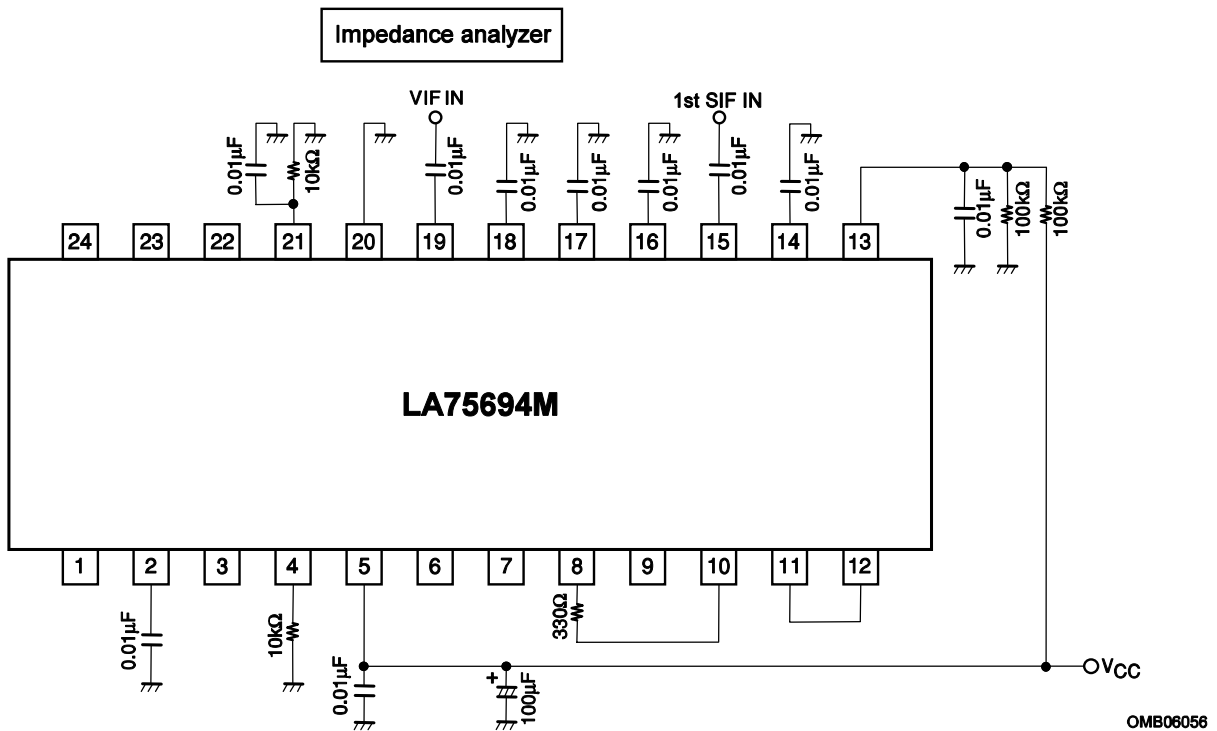 Impedance analyzer
VIF IN
1st SIF IN
0.01µF
10kΩ
0.01µF
0.01µF
0.01µF
0.01µF
0.01µF
0.01µF
0.01µF
100kΩ
100kΩ
24 23 22 21 20 19 18 17 16 15 14 13
LA75694M
1 2 3 4 5 6 7 8 9 10 11 12
0.01µF
10kΩ
330Ω
0.01µF
+
100µF
VCC
OMB06056